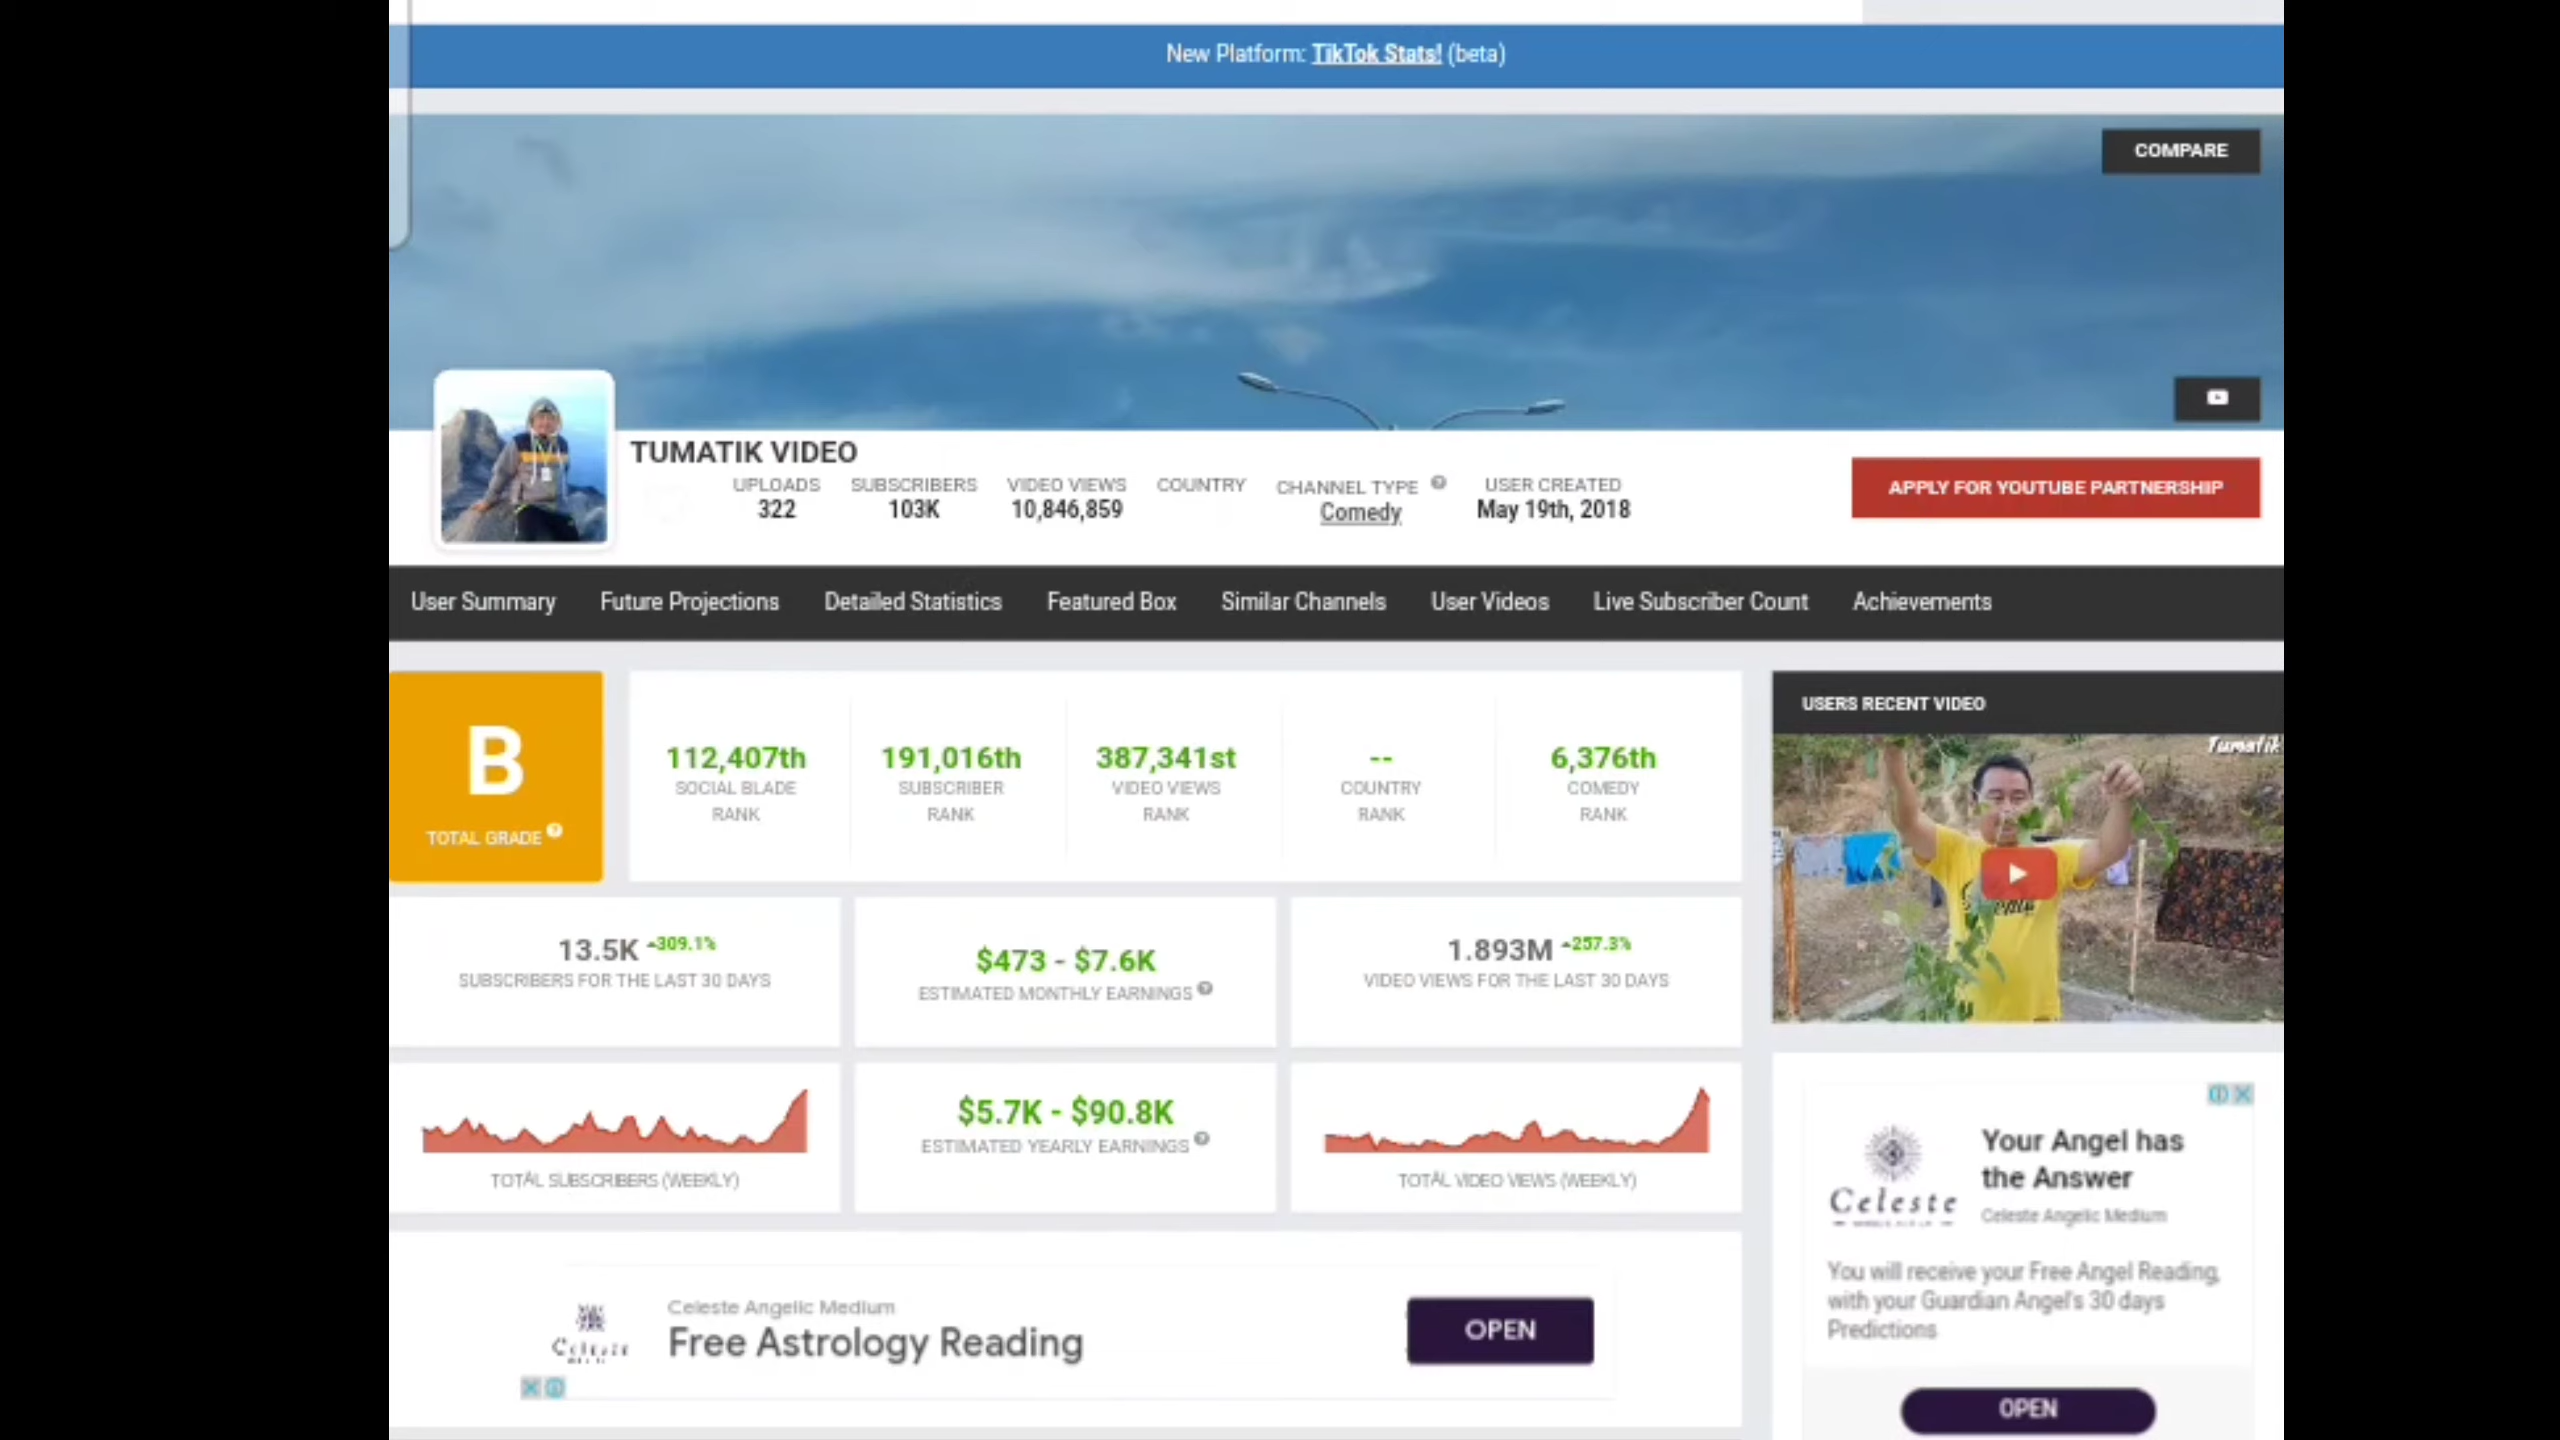 New Platform: TikTok Stats! (beta)
COMPARE
TUMATIK VIDEO
UPLOADS
322
SUBSCRIBERS
103K
VIDEO VIEWS
10,846,859
COUNTRY
CHANNEL TYPE
Comedy
USER CREATED
May 19th, 2018
APPLY FOR YOUTUBE PARTNERSHIP
User Summary
Future Projections
Detailed Statistics
Featured Box
Similar Channels
User Videos
Live Subscriber Count
Achievements
B
TOTAL GRADE
112,407th
SOCIAL BLADE
RANK
191,016th
SUBSCRIBER
RANK
387,341st
VIDEO VIEWS
RANK
--
COUNTRY
RANK
6,376th
COMEDY
RANK
USERS RECENT VIDEO
Tumatik
13.5K 309.1%
SUBSCRIBERS FOR THE LAST 30 DAYS
$473 - $7.6K
ESTIMATED MONTHLY EARNINGS
1.893M 257.3%
VIDEO VIEWS FOR THE LAST 30 DAYS
TOTAL SUBSCRIBERS (WEEKLY)
$5.7K - $90.8K
ESTIMATED YEARLY EARNINGS
TOTAL VIDEO VIEWS (WEEKLY)
Celeste
Your Angel has
the Answer
Celeste Angelic Medium
You will receive your Free Angel Reading,
with your Guardian Angel's 30 days
Predictions
OPEN
Celeste
Celeste Angelic Medium
Free Astrology Reading
OPEN